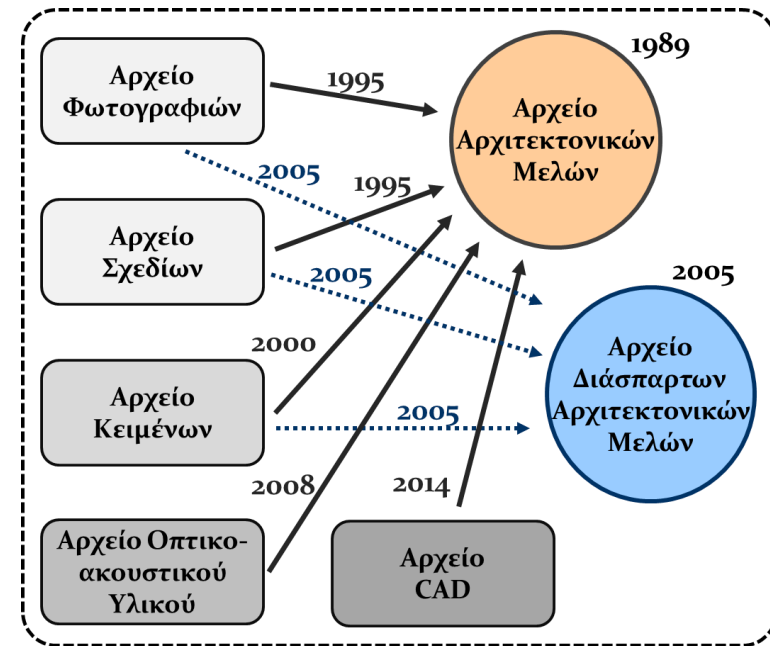 1989
Αρχείο
Φωτογραφιών
1995
Αρχείο
Αρχιτεκτονικών
Μελών
2005
1995
Αρχείο
Σχεδίων
2005
2005
2000
Αρχείο
Διάσπαρτων
Αρχιτεκτονικών
Μελών
Αρχείο
Κειμένων
2005
2008
2014
Αρχείο Οπτικο-
ακουστικού
Υλικού
Αρχείο
CAD